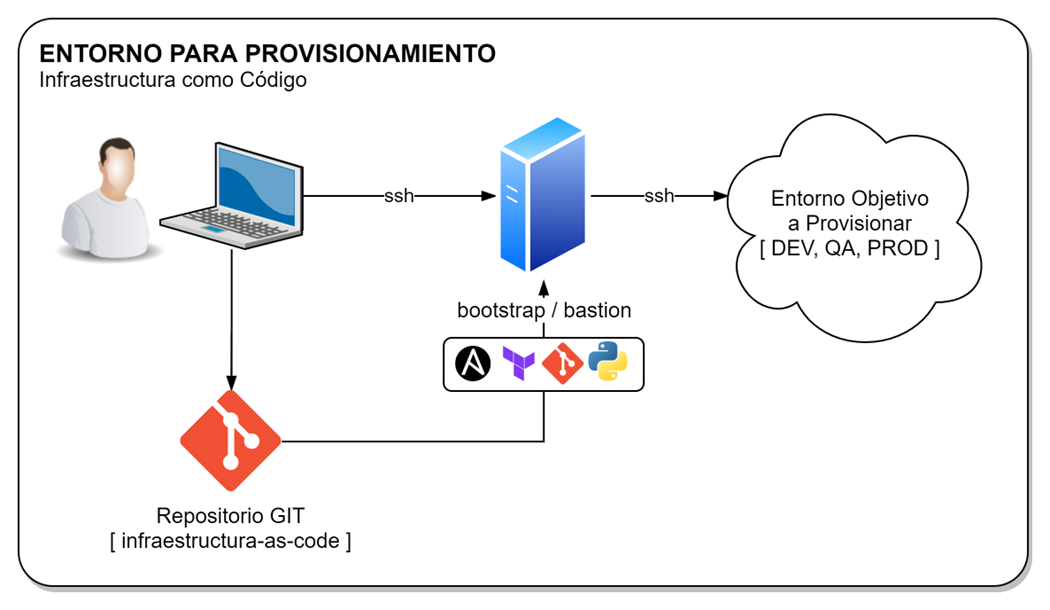 ENTORNO PARA PROVISIONAMIENTO
Infraestructura como Código
ssh
ssh
Entorno Objetivo
a Provisionar
[ DEV, QA, PROD ]
bootstrap / bastion
Repositorio GIT
[ infraestructura-as-code ]